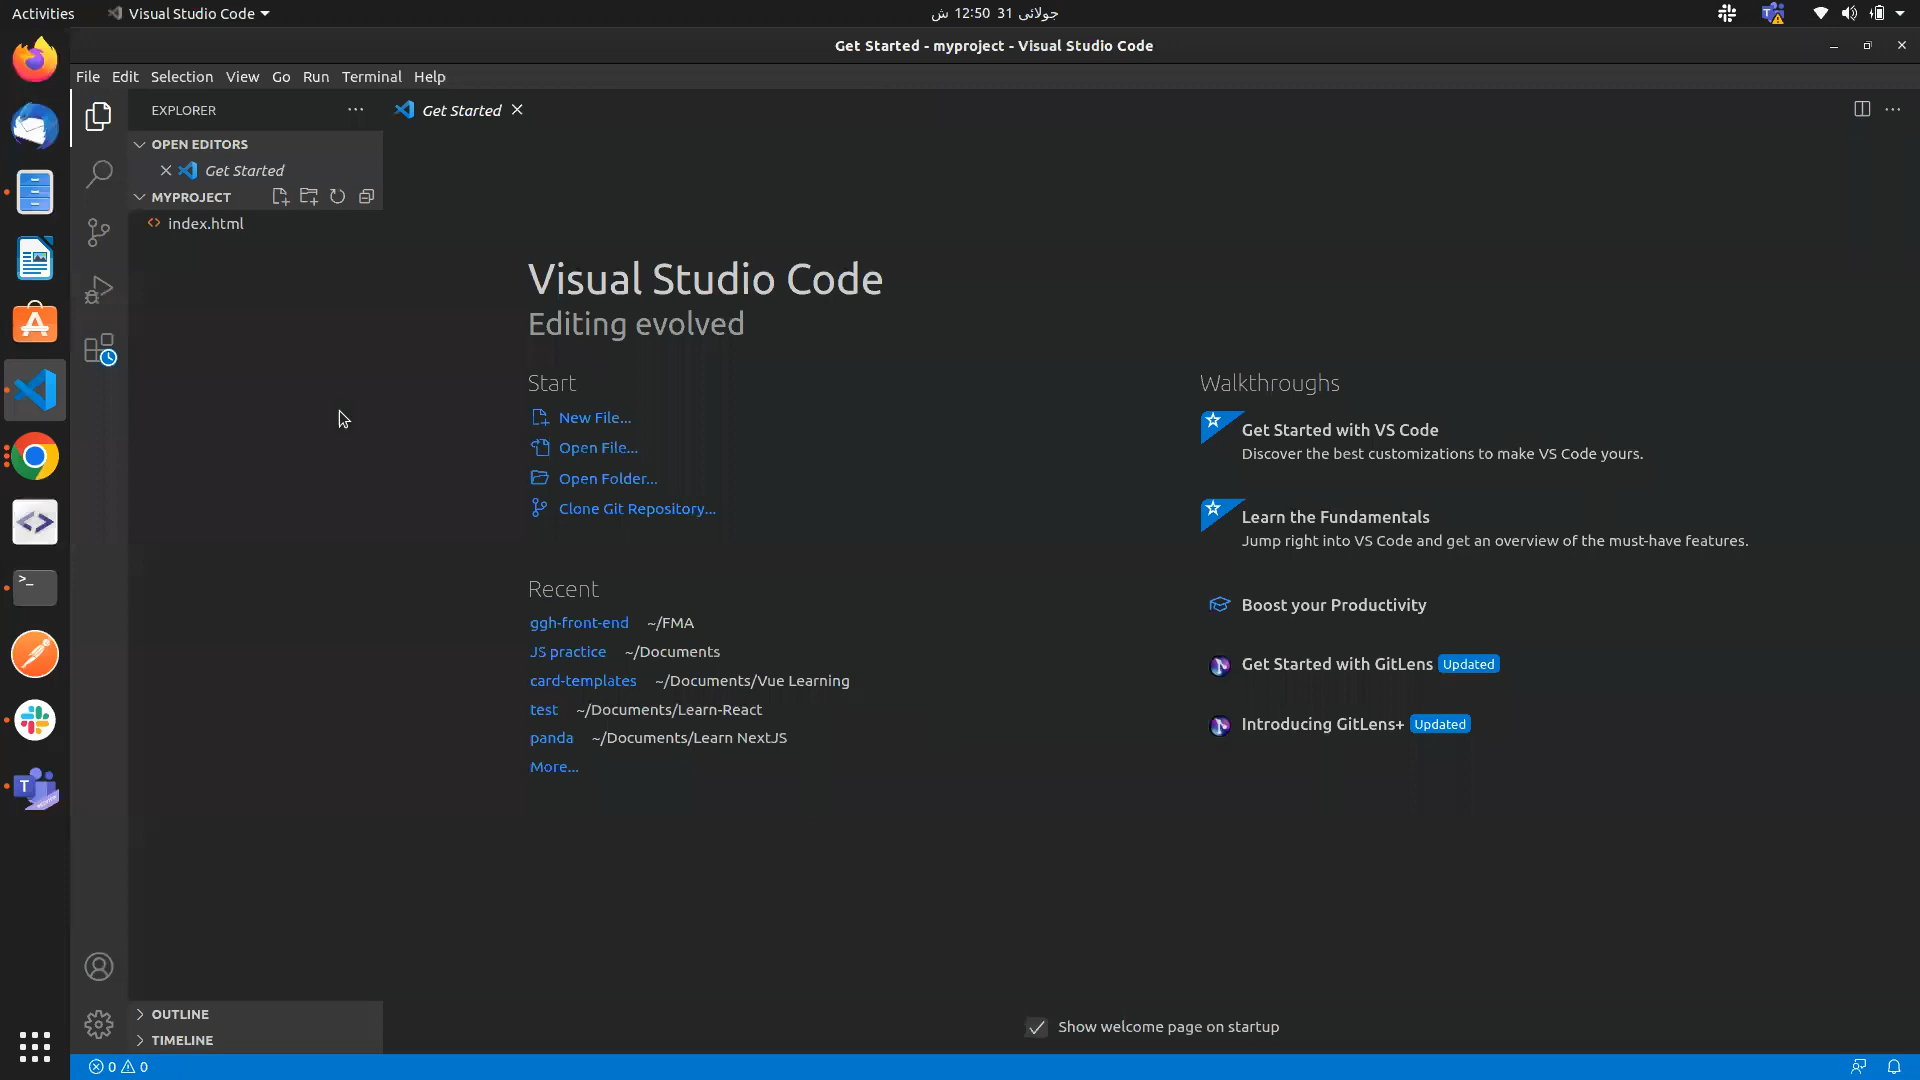 Activities
Visual Studio Code
جولائی 31 12:50 ش
Get Started - myproject - Visual Studio Code
File Edit Selection View Go Run Terminal Help
EXPLORER
Get Started
OPEN EDITORS
Get Started
MYPROJECT
index.html
Visual Studio Code
Editing evolved
Start
New File...
Open File...
Open Folder...
Clone Git Repository...
Recent
ggh-front-end ~/FMA
JS practice ~/Documents
card-templates ~/Documents/Vue Learning
test ~/Documents/Learn-React
panda ~/Documents/Learn NextJS
More...
Walkthroughs
Get Started with VS Code
Discover the best customizations to make VS Code yours.
Learn the Fundamentals
Jump right into VS Code and get an overview of the must-have features.
Boost your Productivity
Get Started with GitLens Updated
Introducing GitLens+ Updated
Show welcome page on startup
OUTLINE
TIMELINE
0 0